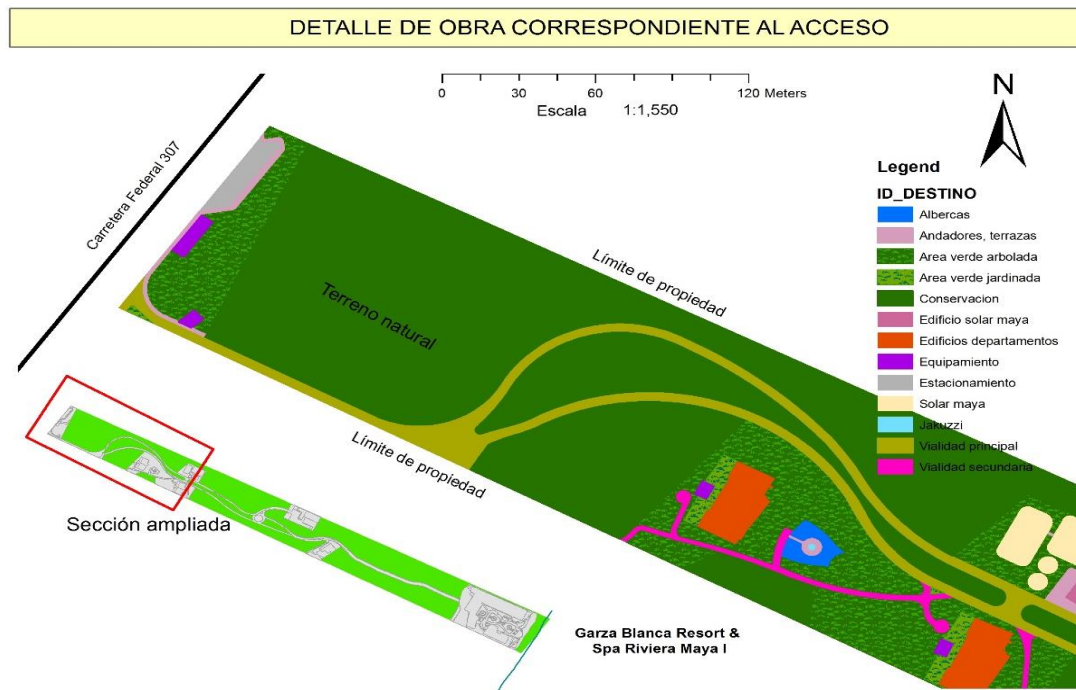 DETALLE DE OBRA CORRESPONDIENTE AL ACCESO
0 30 60 120 Meters
Escala 1:1,550
N
Carretera Federal 307
Límite de propiedad
Terreno natural
Límite de propiedad
Legend
ID_DESTINO
Albercas
Andadores, terrazas
Area verde arbolada
Area verde jardinada
Conservacion
Edificio solar maya
Edificios departamentos
Equipamiento
Estacionamiento
Solar maya
Jakuzzi
Vialidad principal
Vialidad secundaria
Sección ampliada
Garza Blanca Resort &
Spa Riviera Maya I